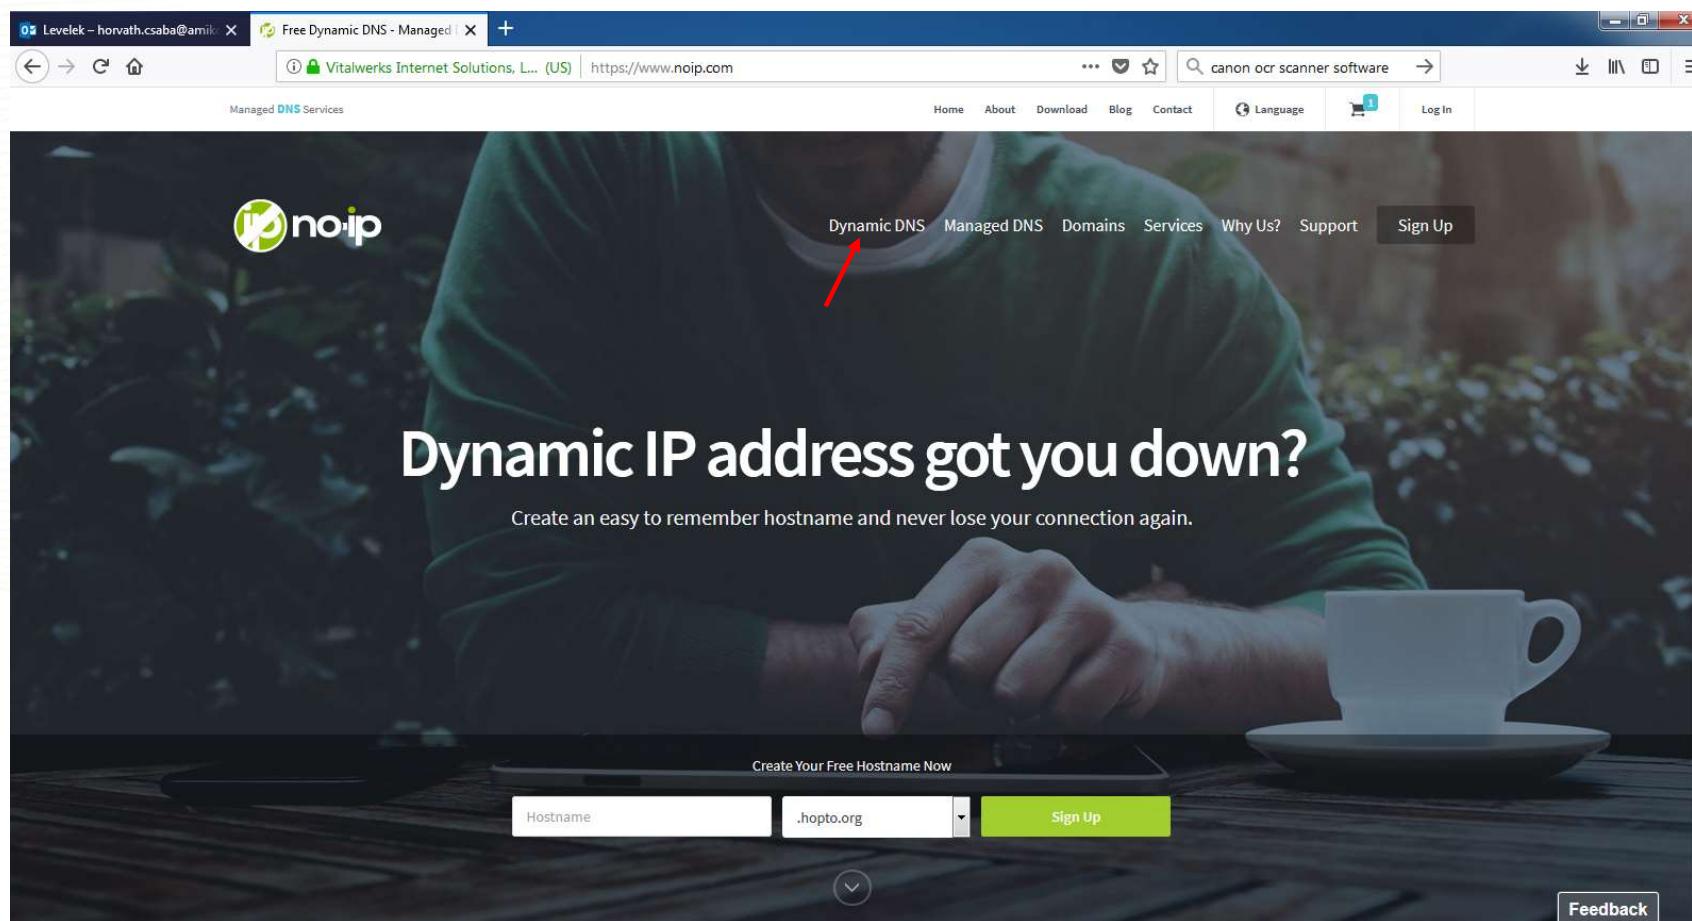 Levelek – horvath.csaba@amik
Free Dynamic DNS - Managed
Vitalwerks Internet Solutions, L... (US) https://www.noip.com
canon ocr scanner software
Managed DNS Services
Home About Download Blog Contact Language 1 Log In
no·ip
Dynamic DNS Managed DNS Domains Services Why Us? Support Sign Up
Dynamic IP address got you down?
Create an easy to remember hostname and never lose your connection again.
Create Your Free Hostname Now
Hostname .hopto.org Sign Up
Feedback